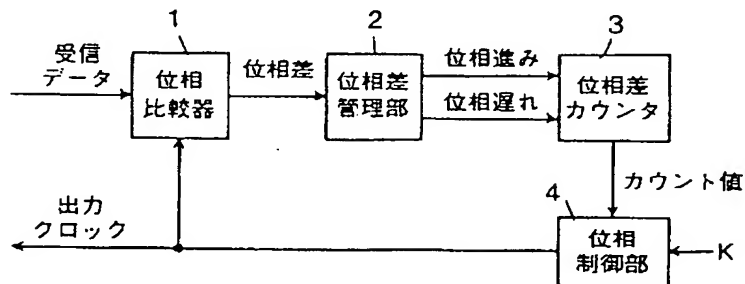 1
2
3
受信
データ
位相
比較器
位相差
位相差
管理部
位相進み
位相遅れ
位相差
カウンタ
カウント値
4
出力
クロック
位相
制御部
K